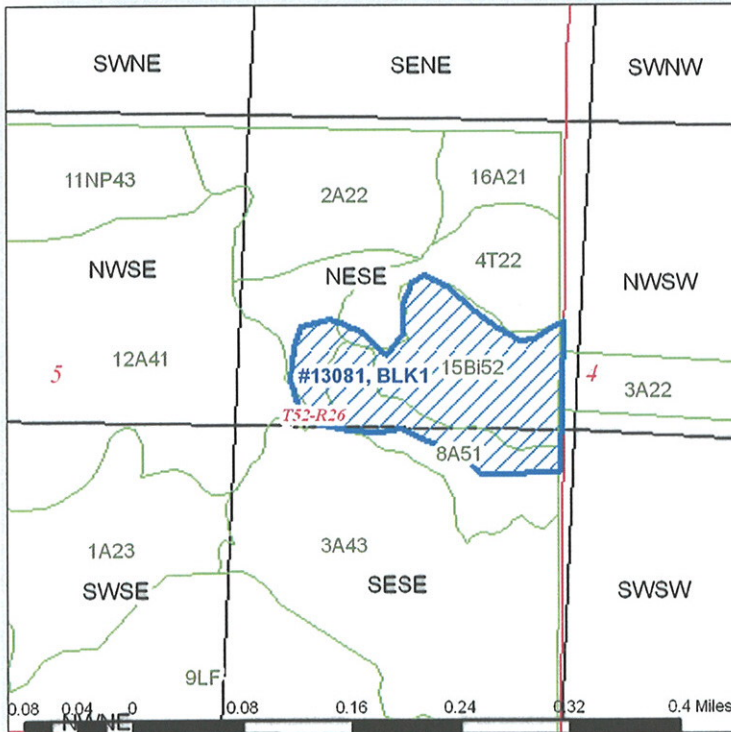 SWNE
SENE
SWNW
11NP43
2A22
16A21
4T22
NWSE
NESE
NWSW
12A41
5
#13081, BLK1
15Bi52
4
3A22
T52-R26
8A51
1A23
3A43
SWSE
SESE
SWSW
9LF
0.08 0.04 0 0.08 0.16 0.24 0.32 0.4 Miles
NWNE